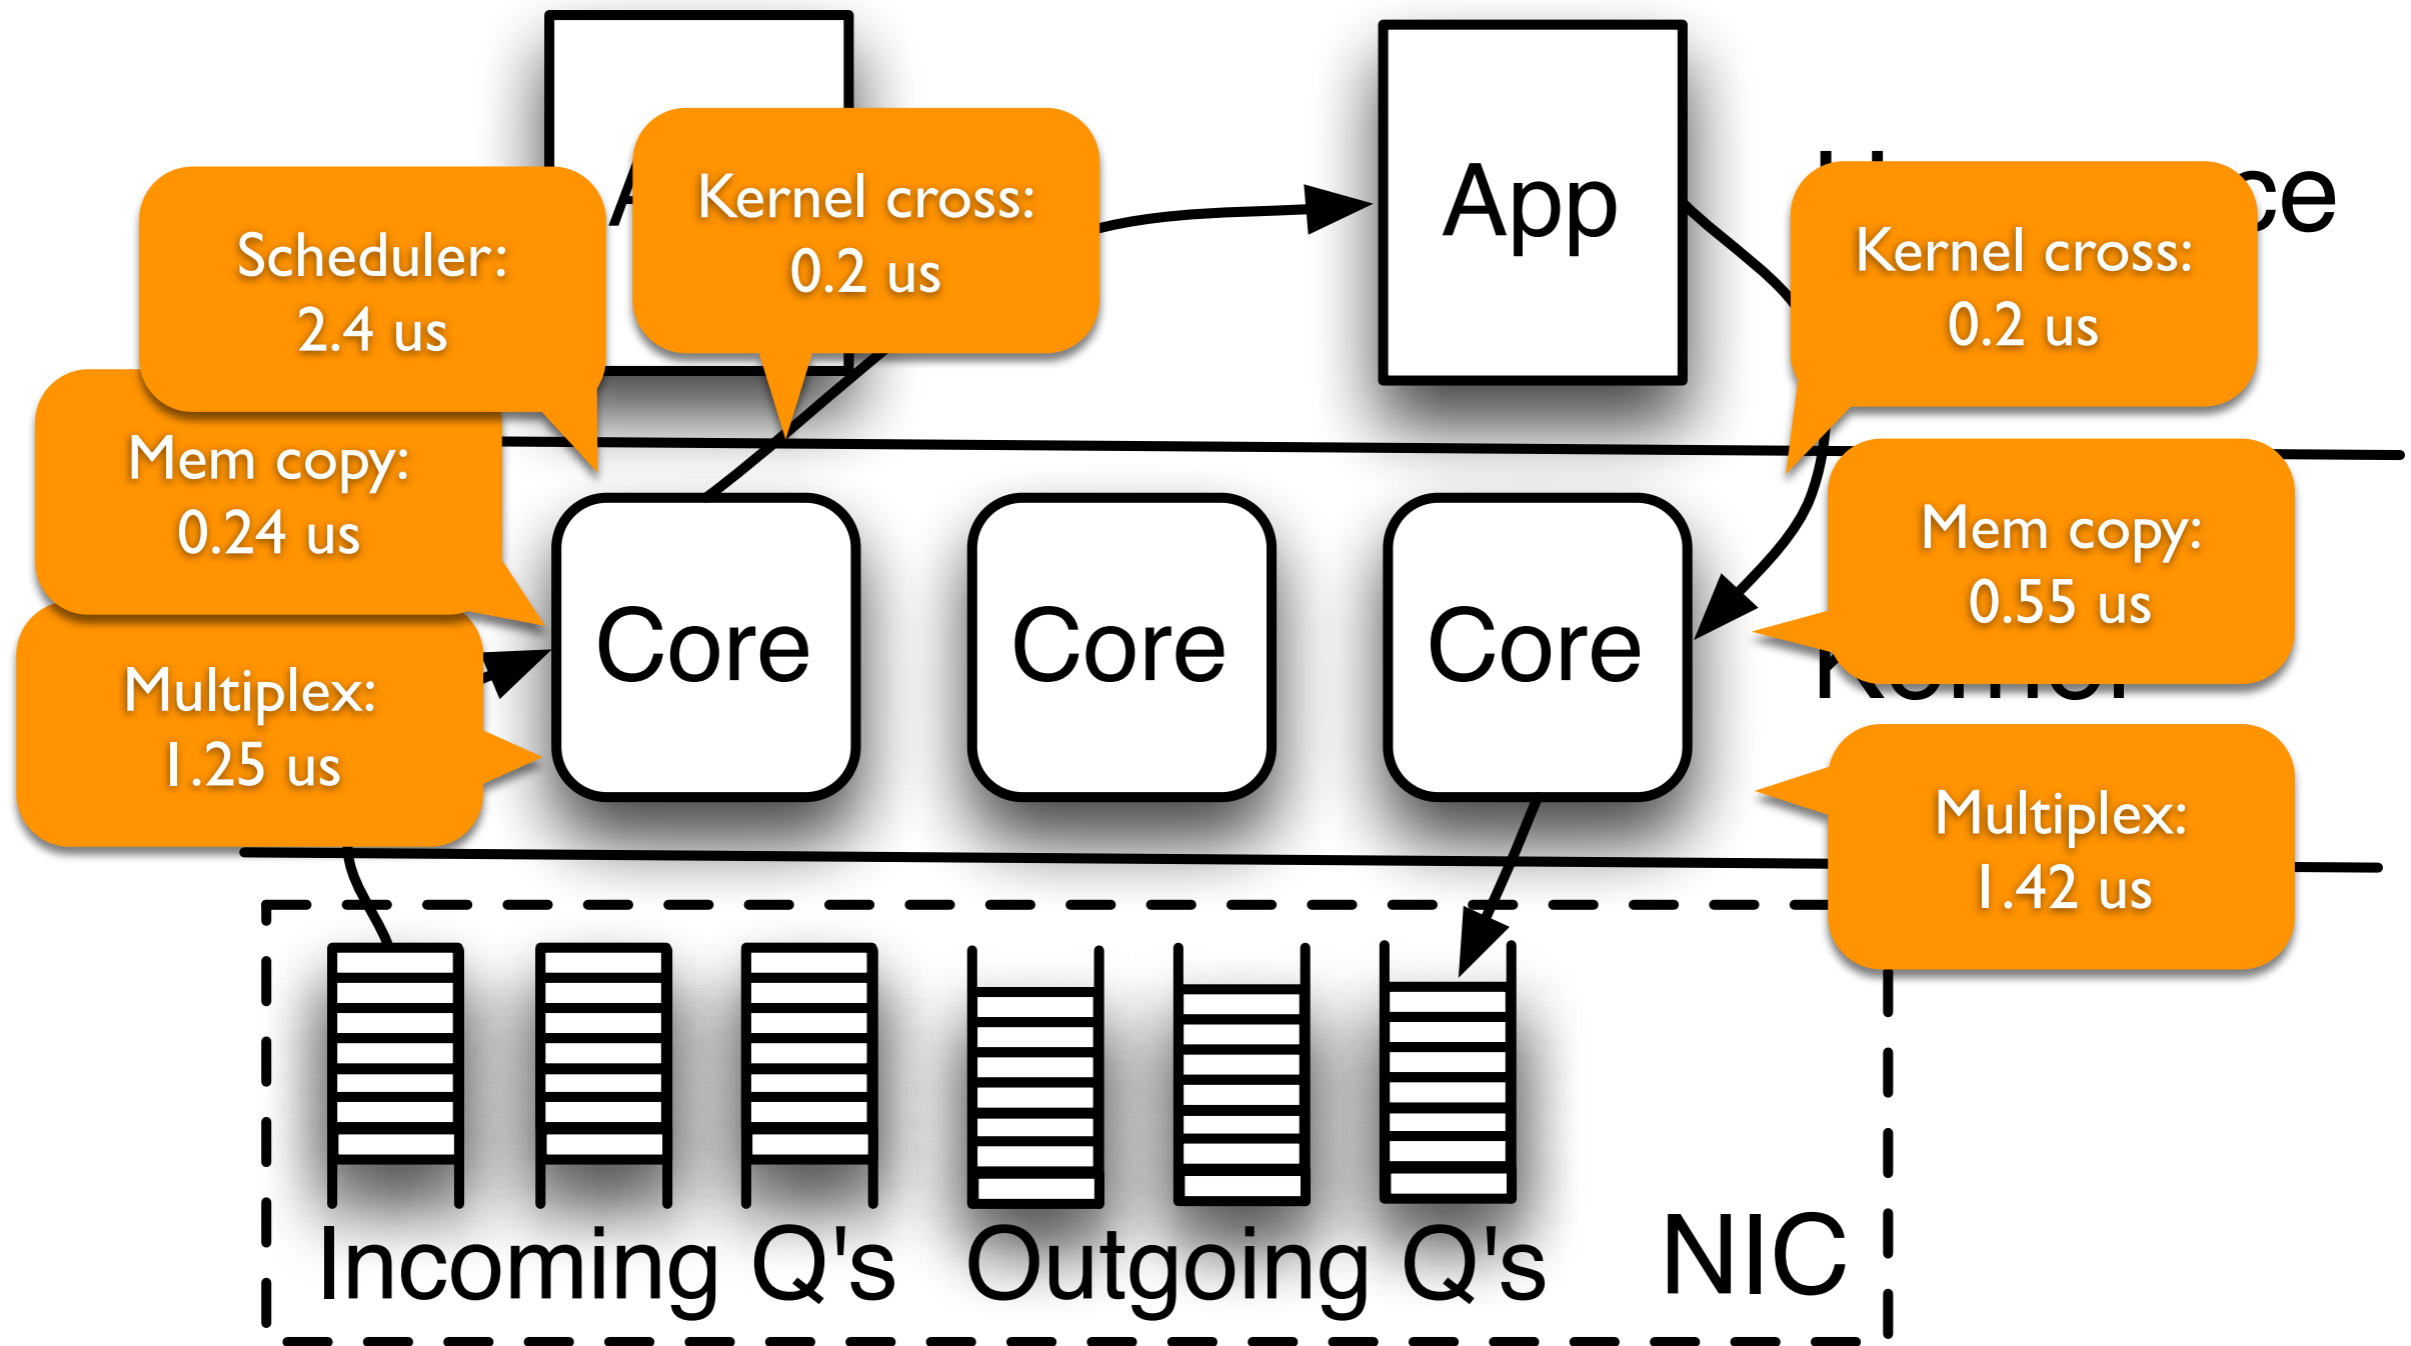 Kernel cross:
0.2 us
App
Scheduler:
2.4 us
Kernel cross:
0.2 us
Mem copy:
0.24 us
Mem copy:
0.55 us
Multiplex:
1.25 us
Core
Core
Core
Multiplex:
1.42 us
Incoming Q's
Outgoing Q's
NIC